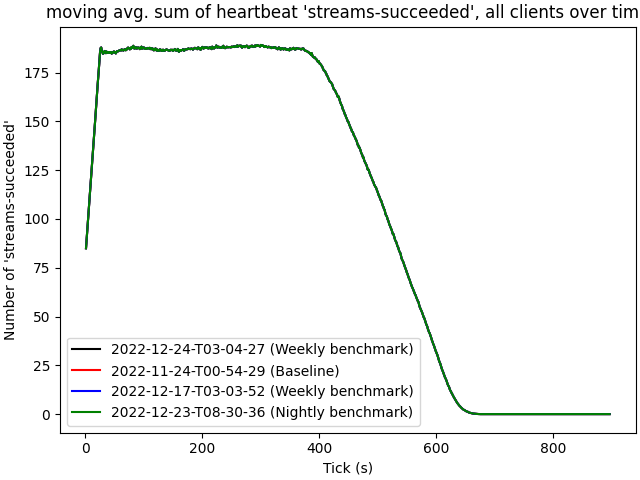 moving avg. sum of heartbeat 'streams-succeeded', all clients over tim
Number of 'streams-succeeded'
175
150
125
100
75
50
25
0
2022-12-24-T03-04-27 (Weekly benchmark)
2022-11-24-T00-54-29 (Baseline)
2022-12-17-T03-03-52 (Weekly benchmark)
2022-12-23-T08-30-36 (Nightly benchmark)
0 200 400 600 800
Tick (s)